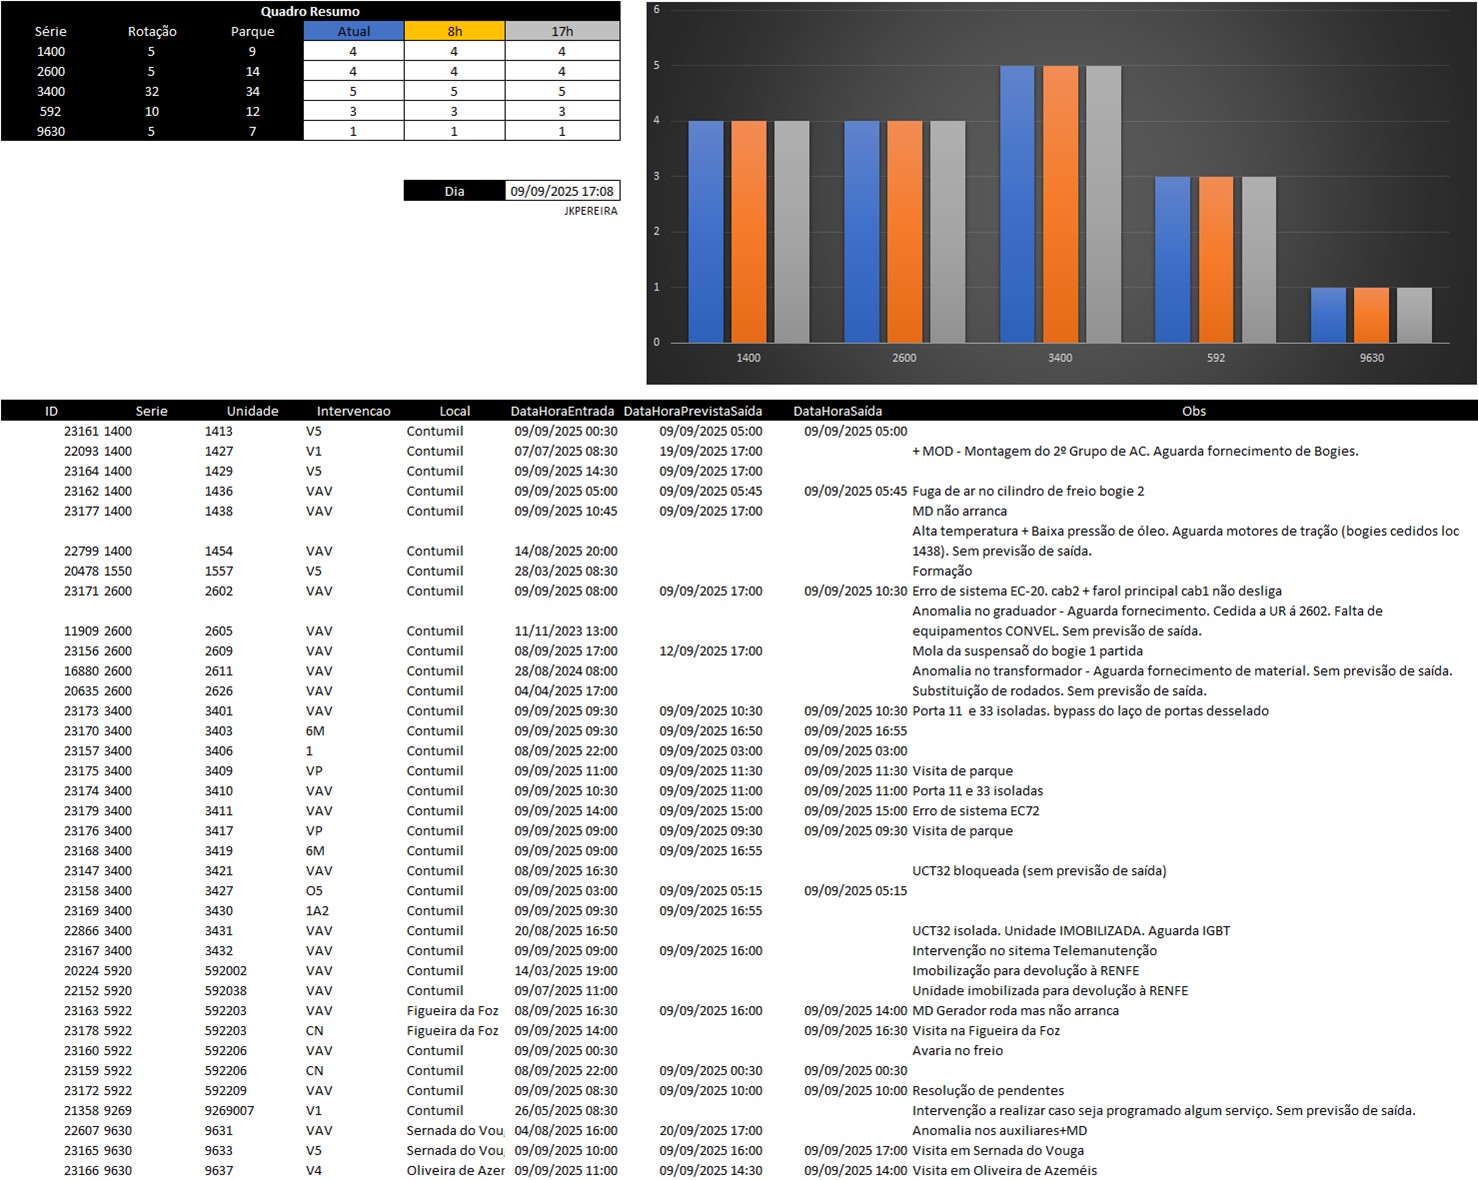 Quadro Resumo
Série Rotação Parque Atual 8h 17h
1400 5 9 4 4 4
2600 5 14 4 4 4
3400 32 34 5 5 5
592 10 12 3 3 3
9630 5 7 1 1 1
Dia 09/09/2025 17:08
JKPEREIRA
6
5
4
3
2
1
0
1400 2600 3400 592 9630
ID Serie Unidade Intervencao Local DataHoraEntrada DataHoraPrevistaSaída DataHoraSaída Obs
23161 1400 1413 V5 Contumil 09/09/2025 00:30 09/09/2025 05:00 09/09/2025 05:00
22093 1400 1427 V1 Contumil 07/07/2025 08:30 19/09/2025 17:00 + MOD - Montagem do 2º Grupo de AC. Aguarda fornecimento de Bogies.
23164 1400 1429 V5 Contumil 09/09/2025 14:30 09/09/2025 17:00
23162 1400 1436 VAV Contumil 09/09/2025 05:00 09/09/2025 05:45 09/09/2025 05:45 Fuga de ar no cilindro de freio bogie 2
23177 1400 1438 VAV Contumil 09/09/2025 10:45 09/09/2025 17:00 MD não arranca
Alta temperatura + Baixa pressão de óleo. Aguarda motores de tração (bogies cedidos loc
22799 1400 1454 VAV Contumil 14/08/2025 20:00 1438). Sem previsão de saída.
20478 1550 1557 V5 Contumil 28/03/2025 08:30 Formação
23171 2600 2602 VAV Contumil 09/09/2025 08:00 09/09/2025 17:00 09/09/2025 10:30 Erro de sistema EC-20. cab2 + farol principal cab1 não desliga
Anomalia no graduador - Aguarda fornecimento. Cedida a UR á 2602. Falta de
11909 2600 2605 VAV Contumil 11/11/2023 13:00 equipamentos CONVEL. Sem previsão de saída.
23156 2600 2609 VAV Contumil 08/09/2025 17:00 12/09/2025 17:00 Mola da suspensaõ do bogie 1 partida
16880 2600 2611 VAV Contumil 28/08/2024 08:00 Anomalia no transformador - Aguarda fornecimento de material. Sem previsão de saída.
20635 2600 2626 VAV Contumil 04/04/2025 17:00 Substituição de rodados. Sem previsão de saída.
23173 3400 3401 VAV Contumil 09/09/2025 09:30 09/09/2025 10:30 09/09/2025 10:30 Porta 11 e 33 isoladas. bypass do laço de portas desselado
23170 3400 3403 6M Contumil 09/09/2025 09:30 09/09/2025 16:50 09/09/2025 16:55
23157 3400 3406 1 Contumil 08/09/2025 22:00 09/09/2025 03:00 09/09/2025 03:00
23175 3400 3409 VP Contumil 09/09/2025 11:00 09/09/2025 11:30 09/09/2025 11:30 Visita de parque
23174 3400 3410 VAV Contumil 09/09/2025 10:30 09/09/2025 11:00 09/09/2025 11:00 Porta 11 e 33 isoladas
23179 3400 3411 VAV Contumil 09/09/2025 14:00 09/09/2025 15:00 09/09/2025 15:00 Erro de sistema EC72
23176 3400 3417 VP Contumil 09/09/2025 09:00 09/09/2025 09:30 09/09/2025 09:30 Visita de parque
23168 3400 3419 6M Contumil 09/09/2025 09:00 09/09/2025 16:55
23147 3400 3421 VAV Contumil 08/09/2025 16:30 UCT32 bloqueada (sem previsão de saída)
23158 3400 3427 O5 Contumil 09/09/2025 03:00 09/09/2025 05:15 09/09/2025 05:15
23169 3400 3430 1A2 Contumil 09/09/2025 09:30 09/09/2025 16:55
22866 3400 3431 VAV Contumil 20/08/2025 16:50 UCT32 isolada. Unidade IMOBILIZADA. Aguarda IGBT
23167 3400 3432 VAV Contumil 09/09/2025 09:00 09/09/2025 16:00 Intervenção no sitema Telemanutenção
20224 5920 592002 VAV Contumil 14/03/2025 19:00 Imobilização para devolução à RENFE
22152 5920 592038 VAV Contumil 09/07/2025 11:00 Unidade imobilizada para devolução à RENFE
23163 5922 592203 VAV Figueira da Foz 08/09/2025 16:30 09/09/2025 16:00 09/09/2025 14:00 MD Gerador roda mas não arranca
23178 5922 592203 CN Figueira da Foz 09/09/2025 14:00 09/09/2025 16:30 Visita na Figueira da Foz
23160 5922 592206 VAV Contumil 09/09/2025 00:30 Avaria no freio
23159 5922 592206 CN Contumil 08/09/2025 22:00 09/09/2025 00:30 09/09/2025 00:30
23172 5922 592209 VAV Contumil 09/09/2025 08:30 09/09/2025 10:00 09/09/2025 10:00 Resolução de pendentes
21358 9269 9269007 V1 Contumil 26/05/2025 08:30 Intervenção a realizar caso seja programado algum serviço. Sem previsão de saída.
22607 9630 9631 VAV Sernada do Voug 04/08/2025 16:00 20/09/2025 17:00 Anomalia nos auxiliares+MD
23165 9630 9633 V5 Sernada do Voug 09/09/2025 10:00 09/09/2025 16:00 09/09/2025 17:00 Visita em Sernada do Vouga
23166 9630 9637 V4 Oliveira de Azer 09/09/2025 11:00 09/09/2025 14:30 09/09/2025 14:00 Visita em Oliveira de Azeméis